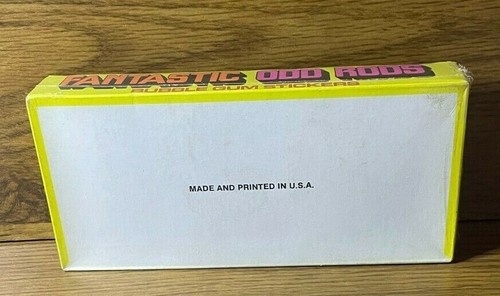 FANTASTIC ODD RODS
BUBBLE GUM STICKERS
MADE AND PRINTED IN U.S.A.